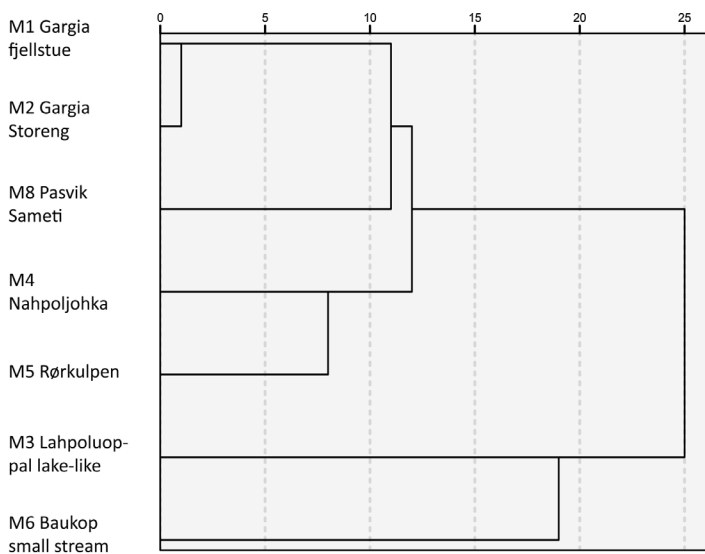 0 5 10 15 20 25
M1 Gargia
fjellstue
M2 Gargia
Storeng
M8 Pasvik
Sameti
M4
Nahpoljohka
M5 Rørkulpen
M3 Lahpoluop-
pal lake-like
M6 Baukop
small stream